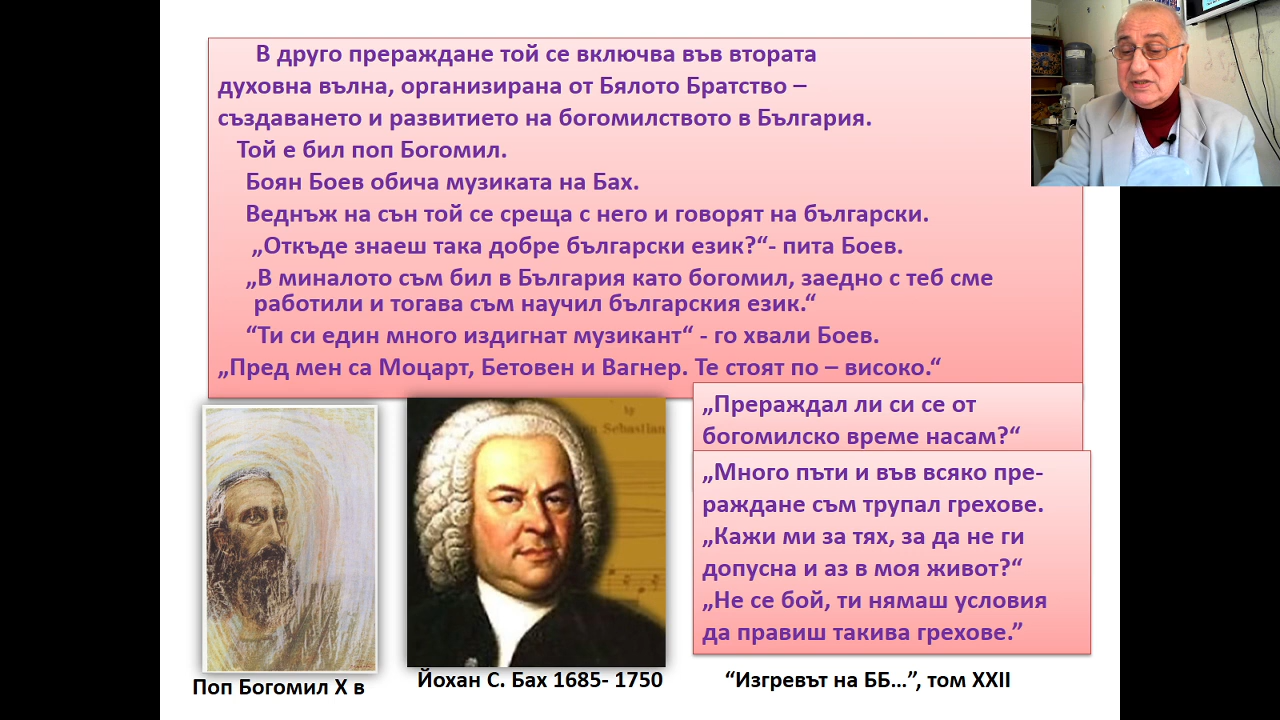 В друго прераждане той се включва във втората
духовна вълна, организирана от Бялото Братство –
създаването и развитието на богомилството в България.
Той е бил поп Богомил.
Боян Боев обича музиката на Бах.
Веднъж на сън той се среща с него и говорят на български.
„Откъде знаеш така добре български език?“- пита Боев.
„В миналото съм бил в България като богомил, заедно с теб сме
работили и тогава съм научил българския език.“
“Ти си един много издигнат музикант“ - го хвали Боев.
„Пред мен са Моцарт, Бетовен и Вагнер. Те стоят по – високо.“
„Прераждал ли си се от
богомилско време насам?“
„Много пъти и във всяко пре-
раждане съм трупал грехове.
„Кажи ми за тях, за да не ги
допусна и аз в моя живот?“
„Не се бой, ти нямаш условия
да правиш такива грехове.”
by
Sebastian
Поп Богомил X в
Йохан С. Бах 1685- 1750
“Изгревът на ББ...”, том XXII